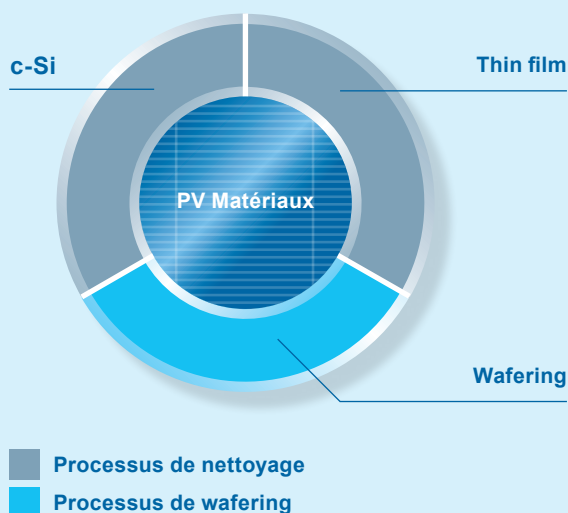 c-Si
Thin film
PV Matériaux
Wafering
Processus de nettoyage
Processus de wafering